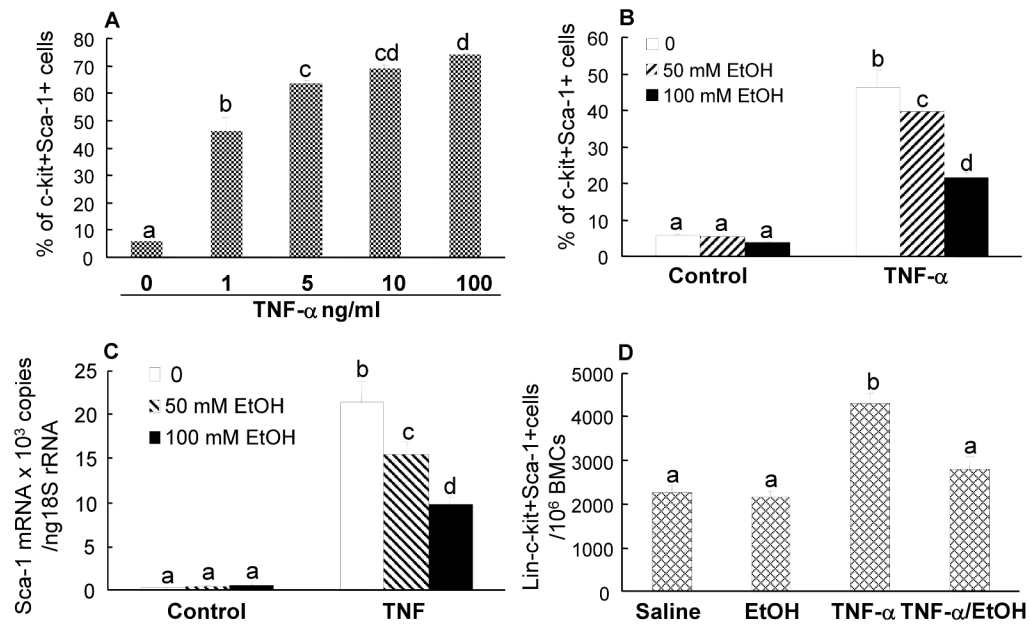 A
% of c-kit+Sca-1+ cells
80
70
60
50
40
30
20
10
0
a
b
c
cd
d
0 1 5 10 100
TNF-α ng/ml
B
% of c-kit+Sca-1+ cells
60
50
40
30
20
10
0
0
50 mM EtOH
100 mM EtOH
a a a
b
c
d
Control TNF-α
C
Sca-1 mRNA x 10³ copies
/ng18S rRNA
25
20
15
10
5
0
0
50 mM EtOH
100 mM EtOH
a a a
b
c
d
Control TNF
D
Lin-c-kit+Sca-1+cells
/10⁶ BMCs
5000
4000
3000
2000
1000
0
a
a
b
a
Saline EtOH TNF-α TNF-α/EtOH